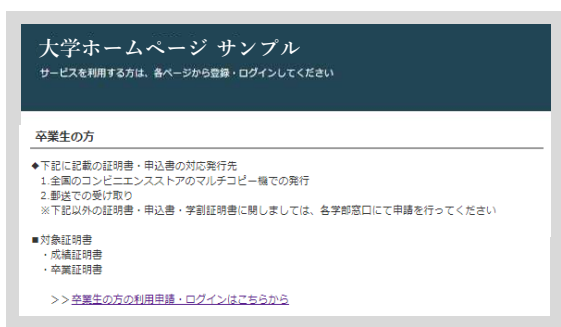 大学ホームページ サンプル
サービスを利用する方は、各ページから登録・ログインしてください
卒業生の方
◆下記に記載の証明書・申込書の対応発行先
1.全国のコンビニエンスストアのマルチコピー機での発行
2.郵送での受け取り
※下記以外の証明書・申込書・学割証明書に関しましては、各学部窓口にて申請を行ってください
■対象証明書
・成績証明書
・卒業証明書
＞＞卒業生の方の利用申請・ログインはこちらから